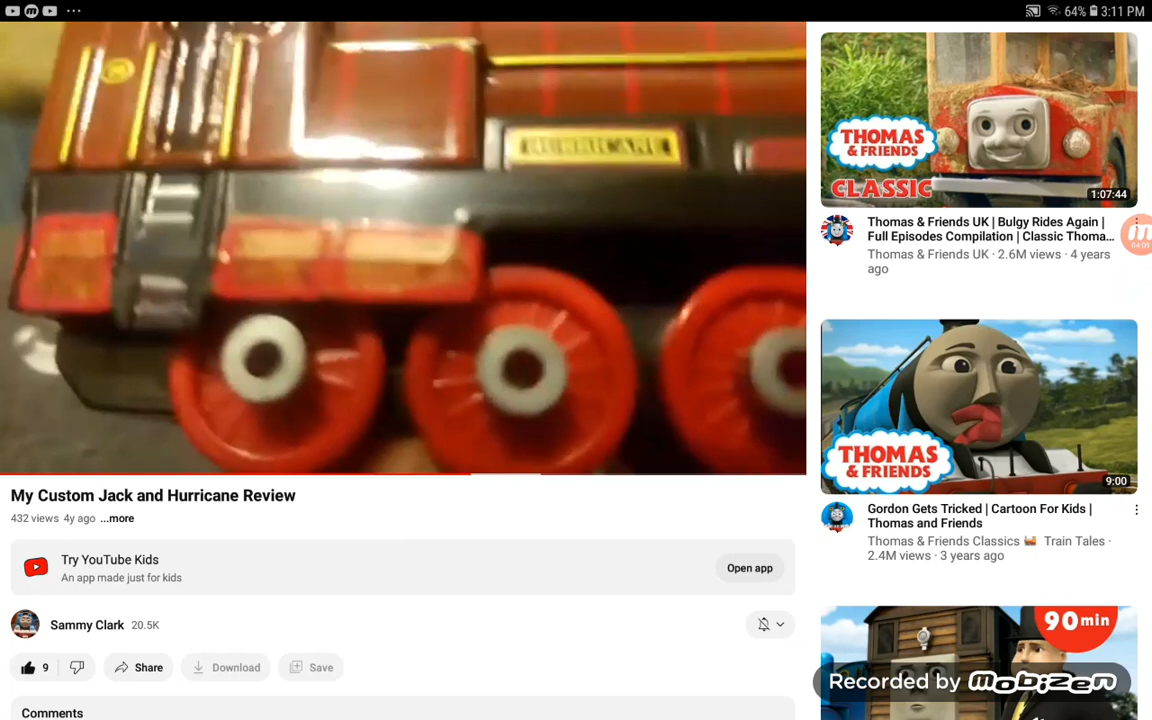 64% 3:11 PM
HURRICANE
THOMAS
& FRIENDS
CLASSIC
1:07:44
Thomas & Friends UK | Bulgy Rides Again |
Full Episodes Compilation | Classic Thoma...
Thomas & Friends UK · 2.6M views · 4 years
ago
m
04:09
THOMAS
& FRIENDS
9:00
Gordon Gets Tricked | Cartoon For Kids |
Thomas and Friends
Thomas & Friends Classics 🚂 Train Tales ·
2.4M views · 3 years ago
90min
Recorded by mobizen
My Custom Jack and Hurricane Review
432 views 4y ago ...more
Try YouTube Kids
An app made just for kids
Open app
Sammy Clark 20.5K
9
Share
Download
Save
Comments